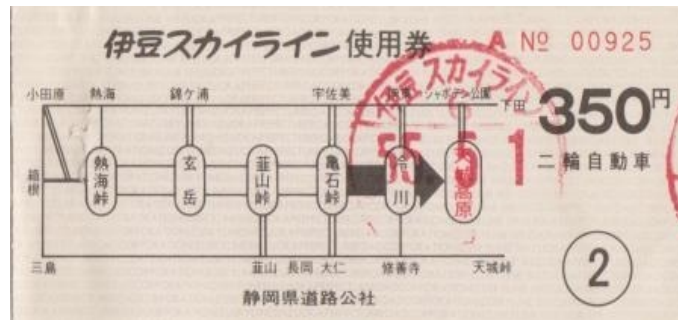 伊豆スカイライン使用券 A № 00925
小田原 熱海 錦ケ浦 宇佐美 伊東 シャボテン公園 下田
350円
二輪自動車
箱根 熱海峠 玄岳 韮山峠 亀石峠 冷川 天城高原
伊豆スカイライン
55. 5. 1
三島 韮山 長岡 大仁 修善寺 天城峠
②
静岡県道路公社